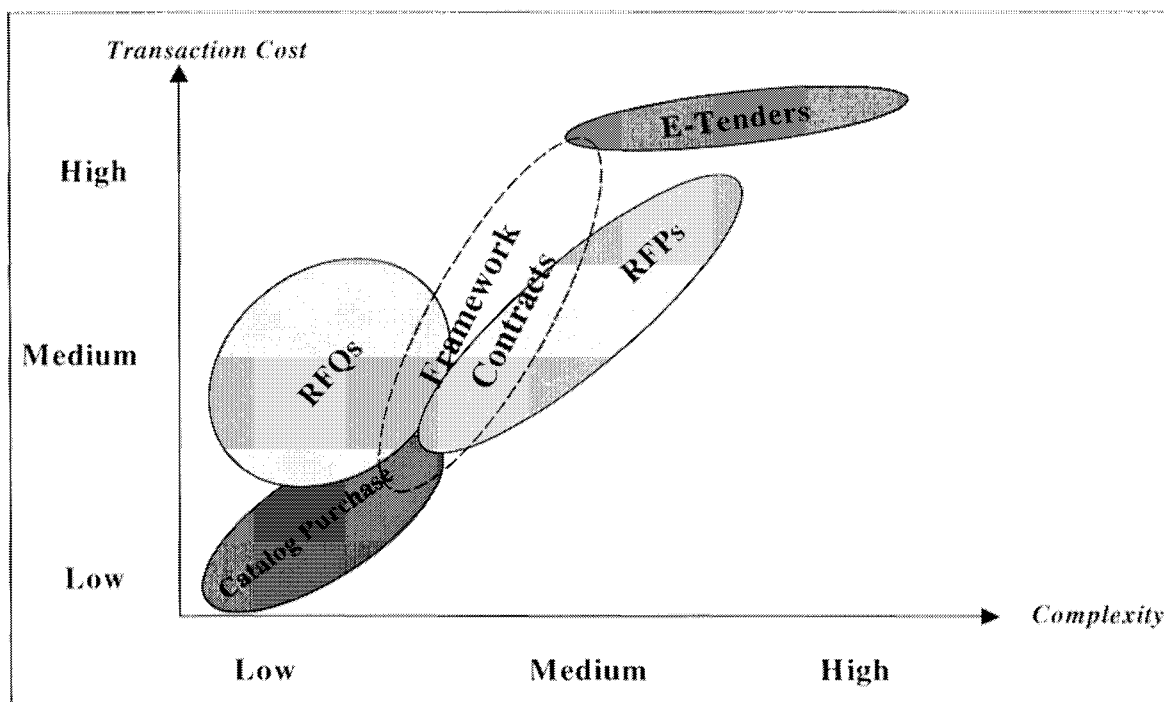 Transaction Cost
E-Tenders
High
Framework
Contracts
RFPs
RFQs
Medium
Catalog Purchase
Low
Complexity
Low Medium High